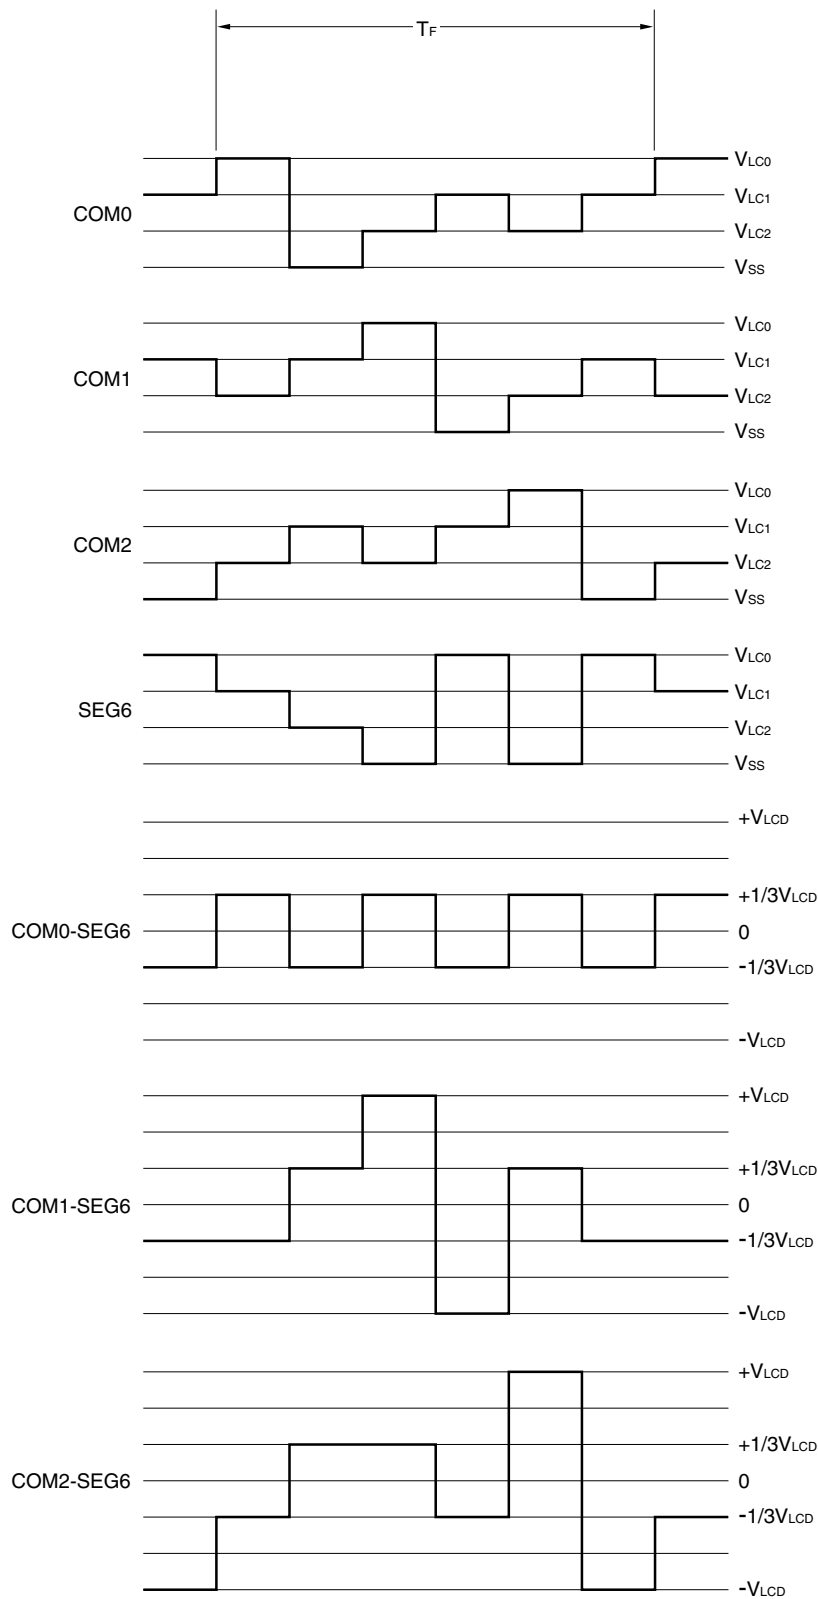 TF
VLC0
VLC1
COM0
VLC2
VSS
VLC0
VLC1
COM1
VLC2
VSS
VLC0
VLC1
COM2
VLC2
VSS
VLC0
VLC1
SEG6
VLC2
VSS
+VLCD
+1/3VLCD
COM0-SEG6
0
-1/3VLCD
-VLCD
+VLCD
+1/3VLCD
COM1-SEG6
0
-1/3VLCD
-VLCD
+VLCD
+1/3VLCD
COM2-SEG6
0
-1/3VLCD
-VLCD